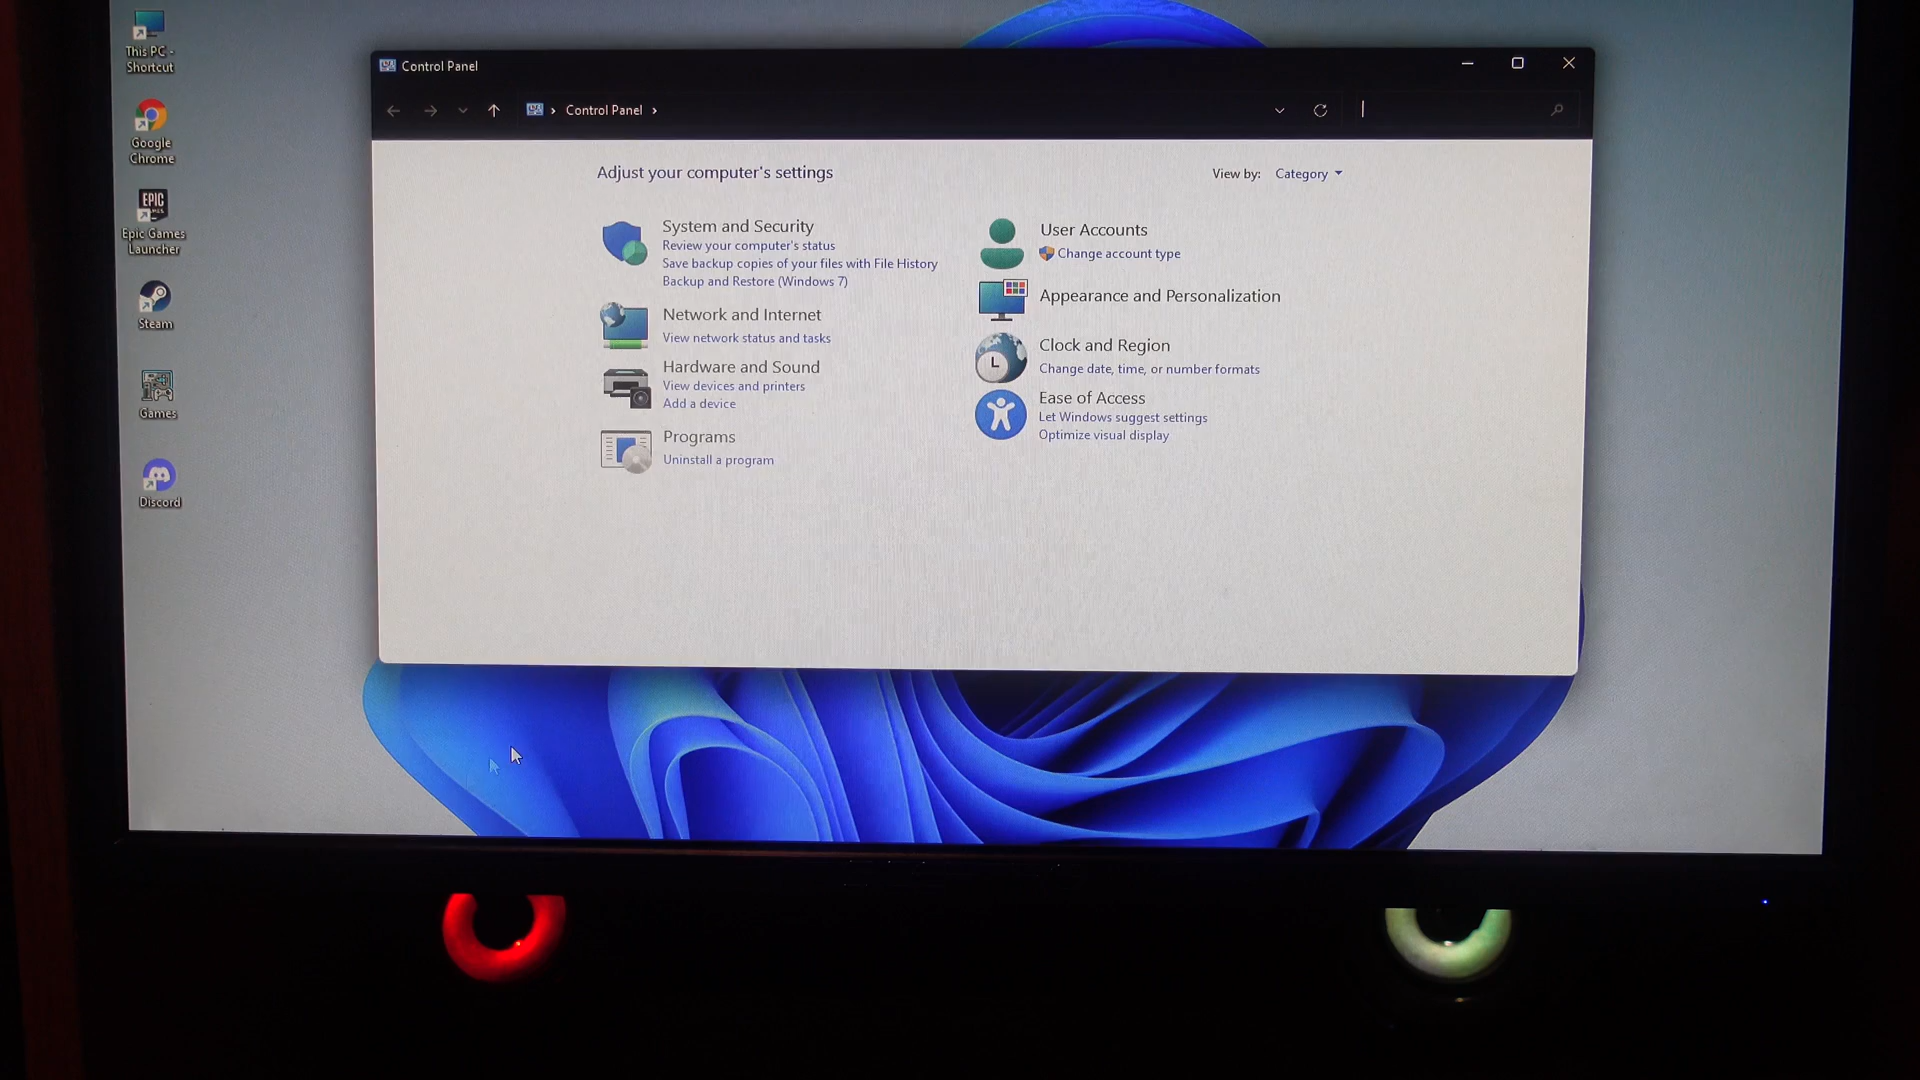 This PC -
Shortcut
Google
Chrome
EPIC
GAMES
Epic Games
Launcher
Steam
Games
Discord
Control Panel
Control Panel
Adjust your computer's settings
View by: Category
System and Security
Review your computer's status
Save backup copies of your files with File History
Backup and Restore (Windows 7)
Network and Internet
View network status and tasks
Hardware and Sound
View devices and printers
Add a device
Programs
Uninstall a program
User Accounts
Change account type
Appearance and Personalization
Clock and Region
Change date, time, or number formats
Ease of Access
Let Windows suggest settings
Optimize visual display